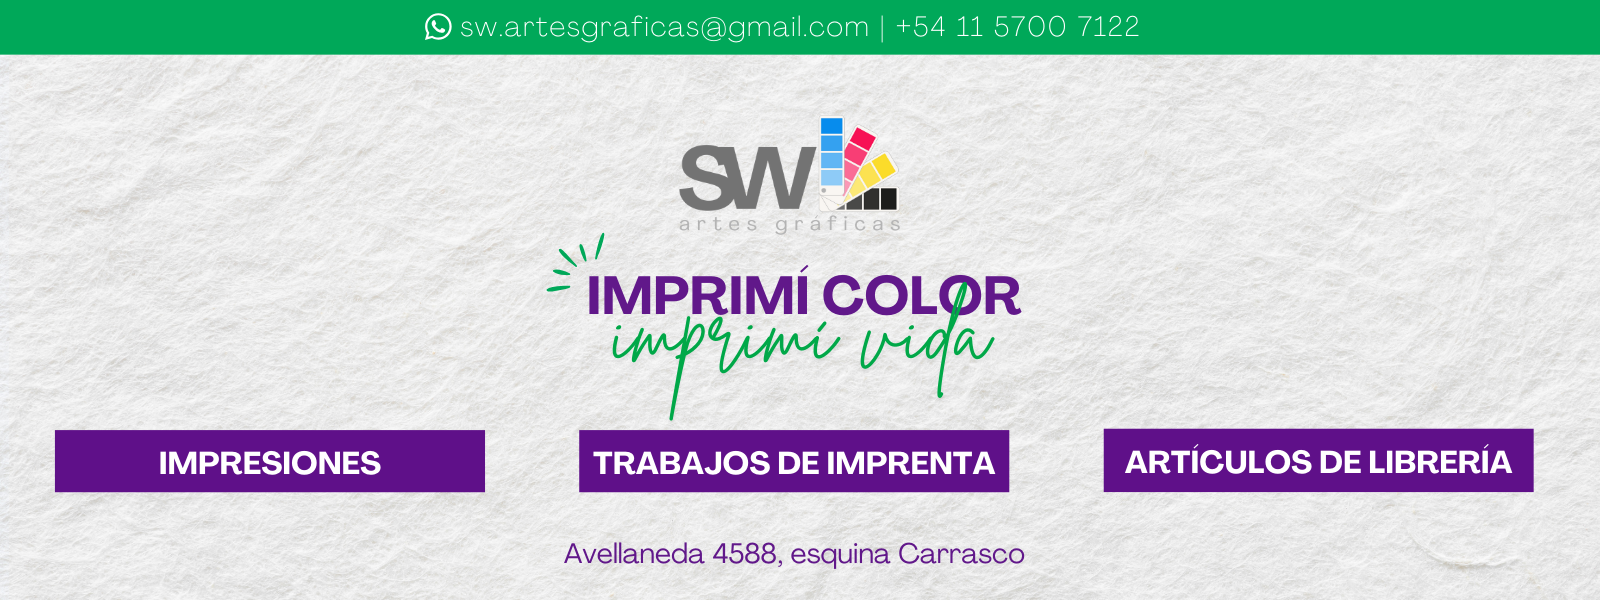 sw.artesgraficas@gmail.com | +54 11 5700 7122
SW
artes gráficas
IMPRIMÍ COLOR
imprimí vida
IMPRESIONES
TRABAJOS DE IMPRENTA
ARTÍCULOS DE LIBRERÍA
Avellaneda 4588, esquina Carrasco